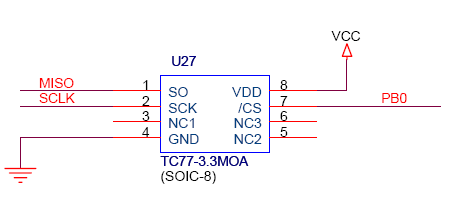 U27
VCC
MISO 1 SO VDD 8
SCLK 2 SCK /CS 7 PB0
3 NC1 NC3 6
4 GND NC2 5
TC77-3.3MOA
(SOIC-8)